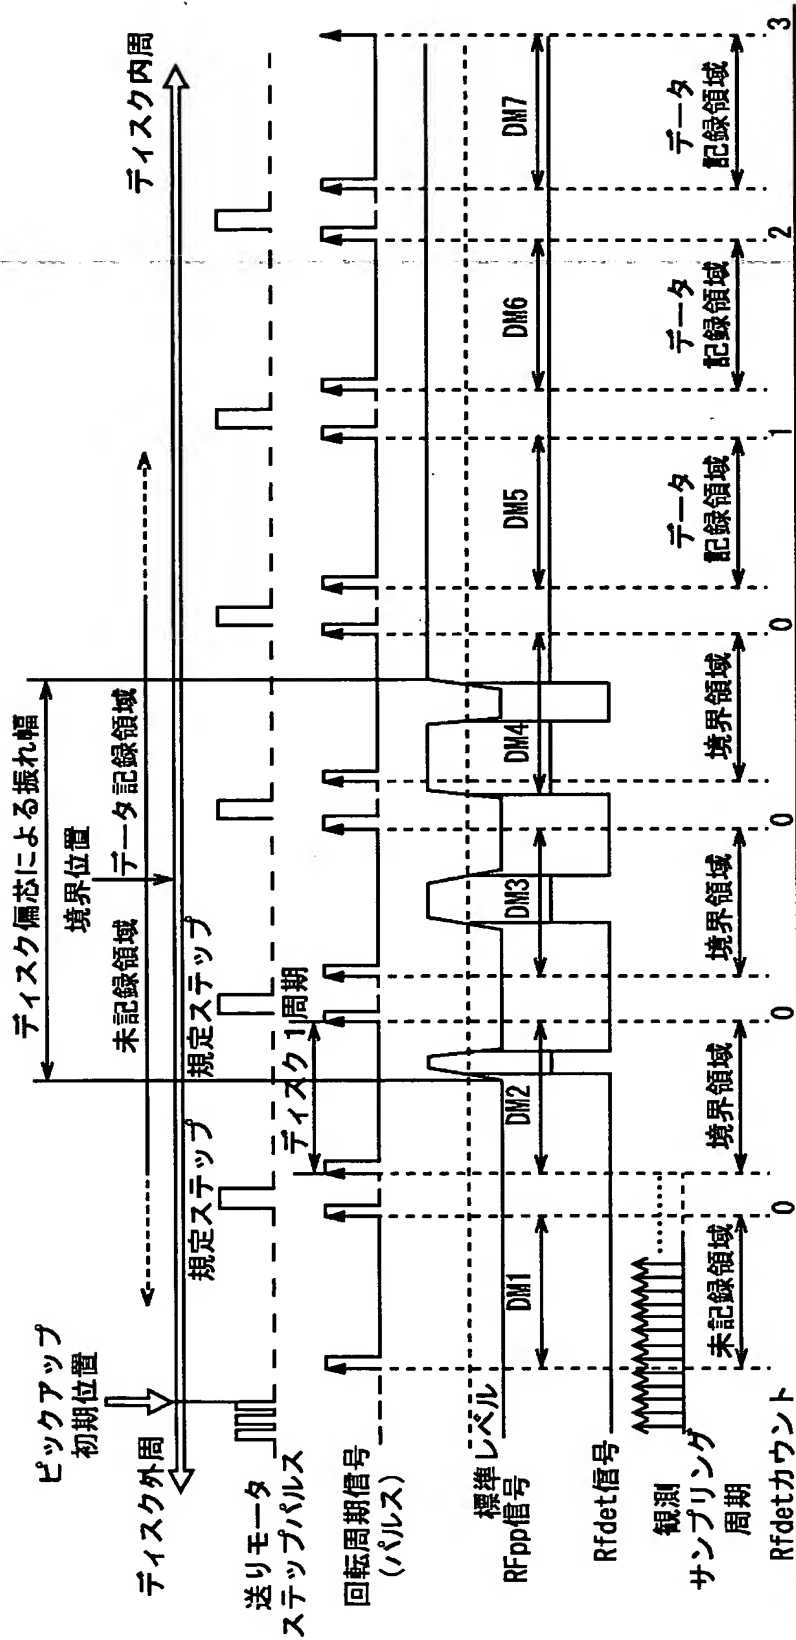 ディスク偏芯による振れ幅
境界位置
ピックアップ
初期位置
未記録領域
データ記録領域
ディスク外周
ディスク内周
規定ステップ
規定ステップ
送りモータ
ステップパルス
ディスク1周期
回転周期信号
(パルス)
標準レベル
RFpp信号
DM1
DM2
DM3
DM4
DM5
DM6
DM7
Rfdet信号
観測
サンプリング
周期
未記録領域
境界領域
境界領域
境界領域
データ
記録領域
データ
記録領域
データ
記録領域
Rfdetカウント
0
0
0
0
0
1
2
3